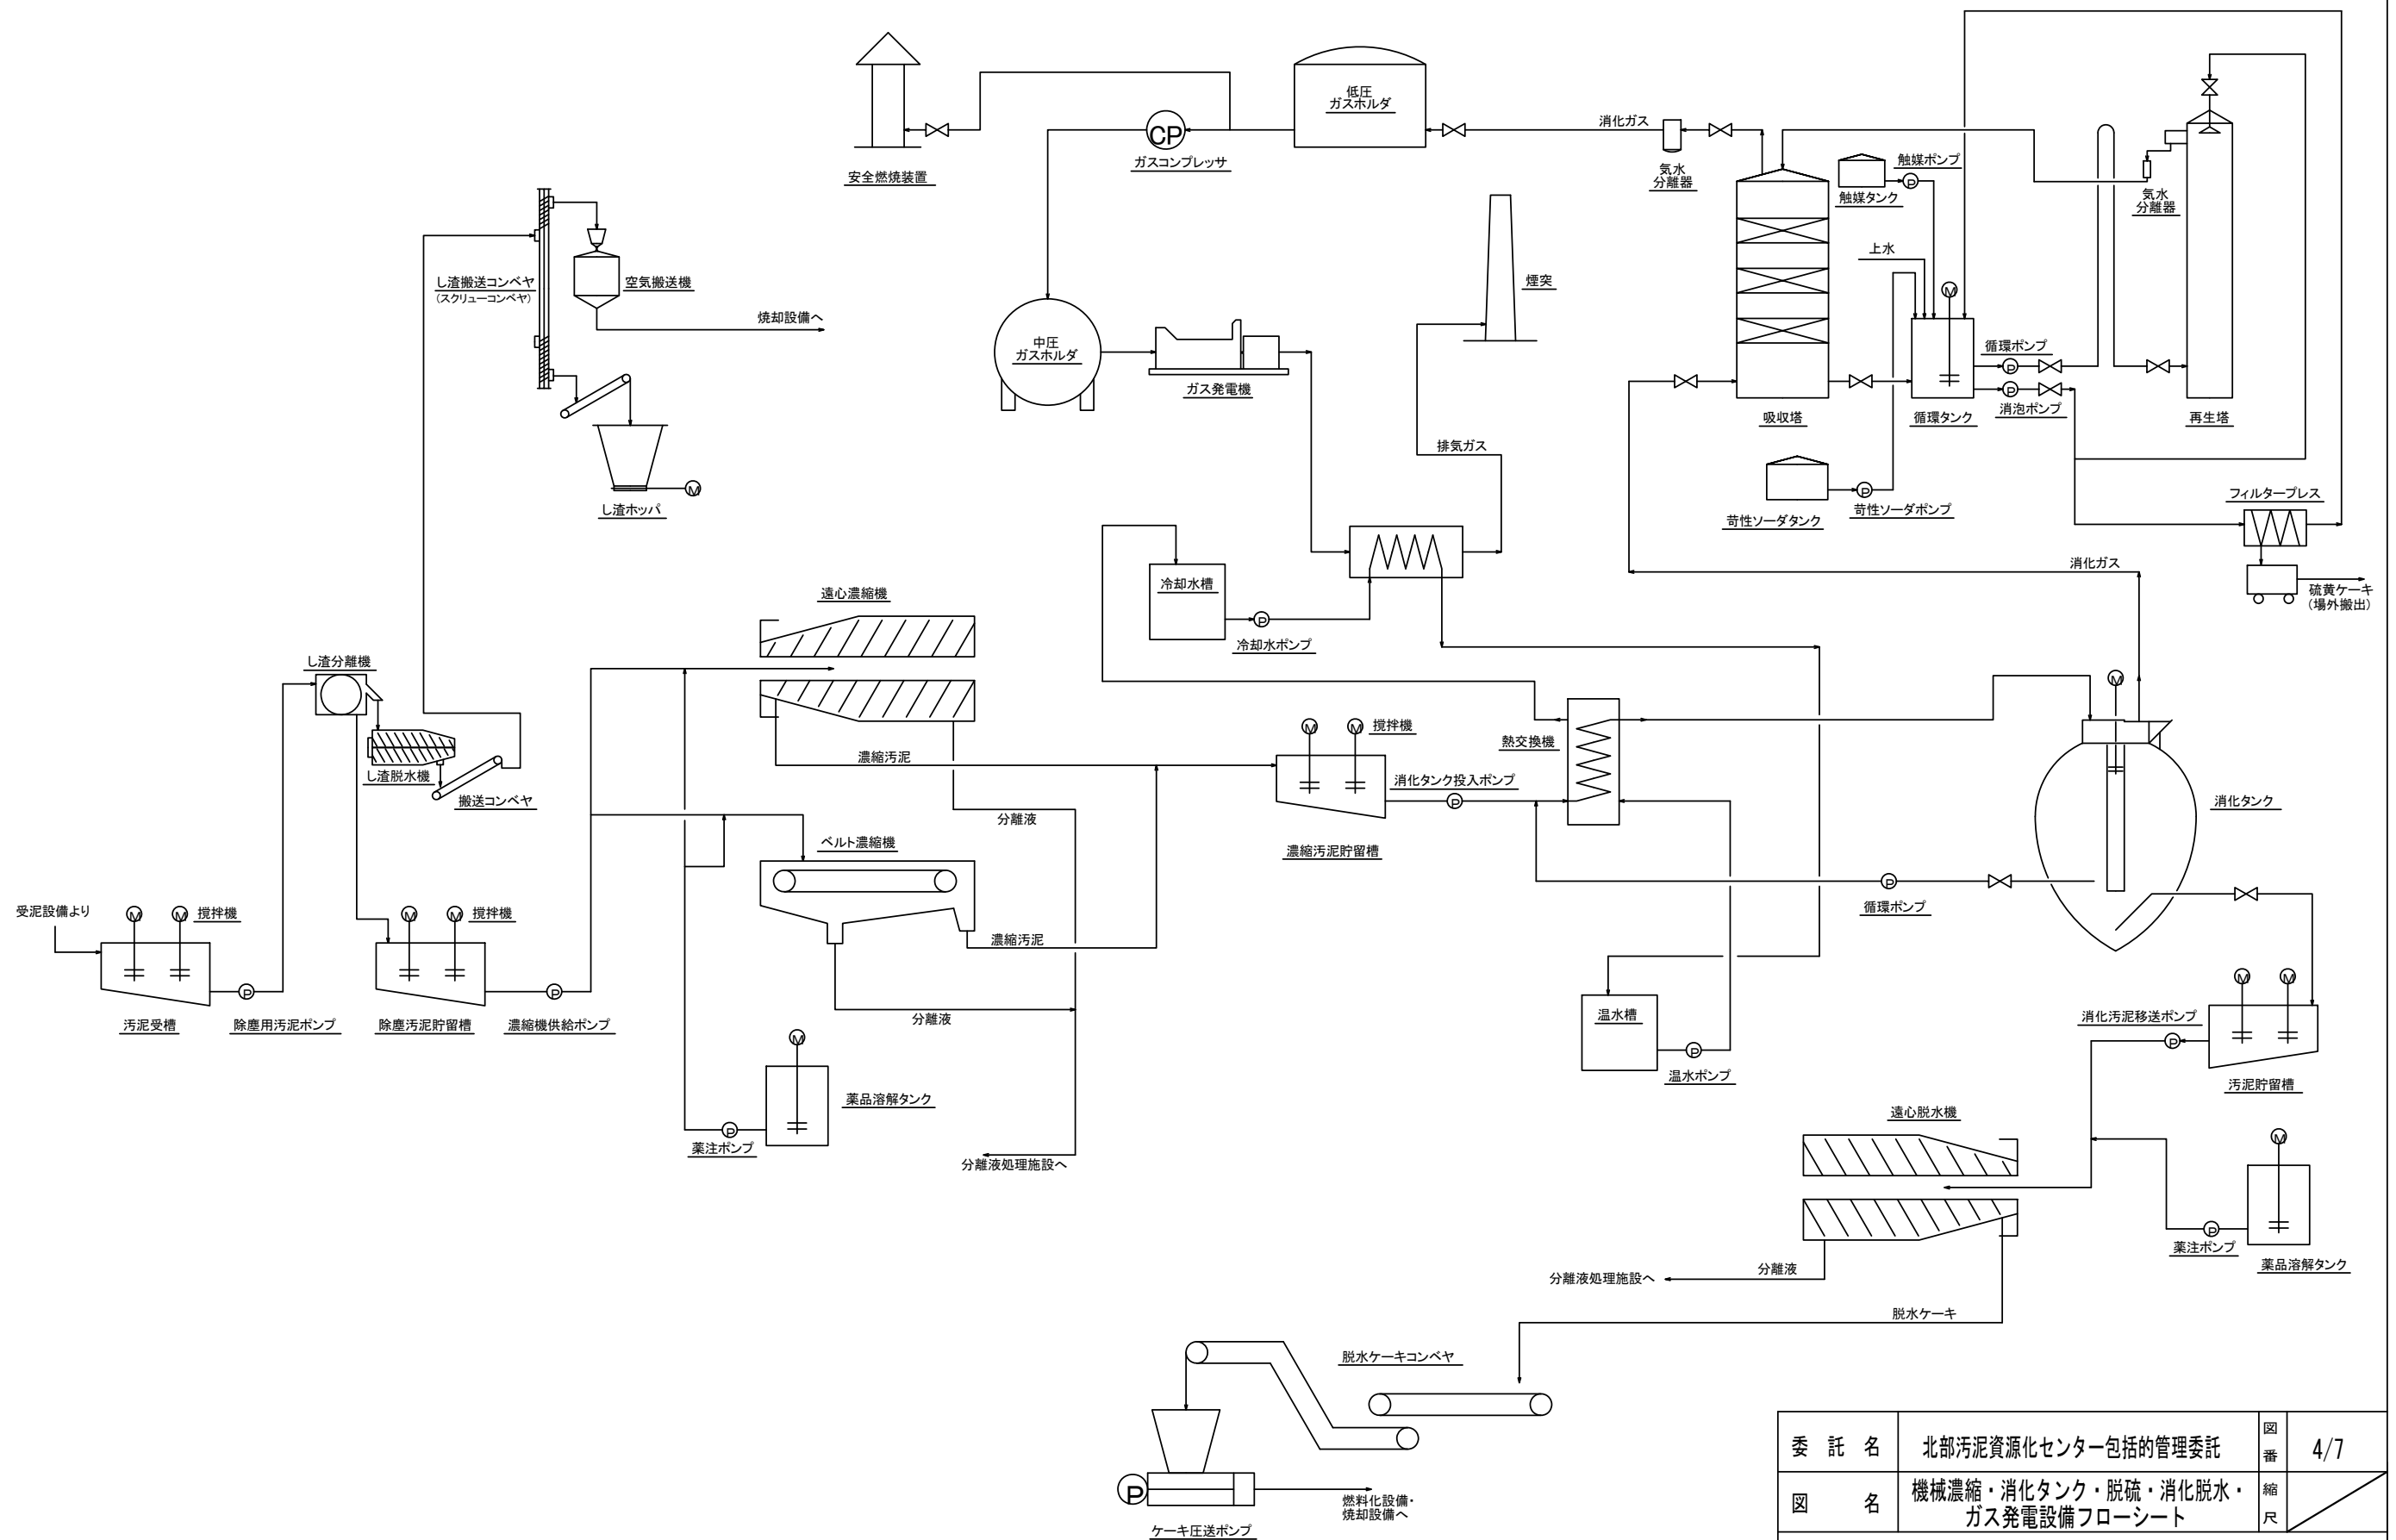 安全燃焼装置
CP
ガスコンプレッサ
低圧
ガスホルダ
消化ガス
気水
分離器
触媒ポンプ
P
触媒タンク
気水
分離器
上水
し渣搬送コンベヤ
(スクリューコンベヤ)
空気搬送機
焼却設備へ
中圧
ガスホルダ
ガス発電機
煙突
M
循環ポンプ
P
P
消泡ポンプ
吸収塔
循環タンク
再生塔
排気ガス
M
し渣ホッパ
P
苛性ソーダタンク
苛性ソーダポンプ
フィルタープレス
消化ガス
硫黄ケーキ
(場外搬出)
冷却水槽
P
冷却水ポンプ
遠心濃縮機
し渣分離機
し渣脱水機
搬送コンベヤ
濃縮汚泥
分離液
M
M
攪拌機
消化タンク投入ポンプ
P
濃縮汚泥貯留槽
熱交換機
M
消化タンク
ベルト濃縮機
P
循環ポンプ
受泥設備より
M
M
攪拌機
M
M
攪拌機
濃縮汚泥
P
P
汚泥受槽
除塵用汚泥ポンプ
除塵汚泥貯留槽
濃縮機供給ポンプ
分離液
温水槽
P
温水ポンプ
M
M
消化汚泥移送ポンプ
P
汚泥貯留槽
M
薬品溶解タンク
P
薬注ポンプ
分離液処理施設へ
遠心脱水機
M
P
薬注ポンプ
薬品溶解タンク
分離液処理施設へ
分離液
脱水ケーキ
脱水ケーキコンベヤ
P
燃料化設備・
焼却設備へ
ケーキ圧送ポンプ
委託名
北部汚泥資源化センター包括的管理委託
図番
4/7
図名
機械濃縮・消化タンク・脱硫・消化脱水・
ガス発電設備フローシート
縮尺